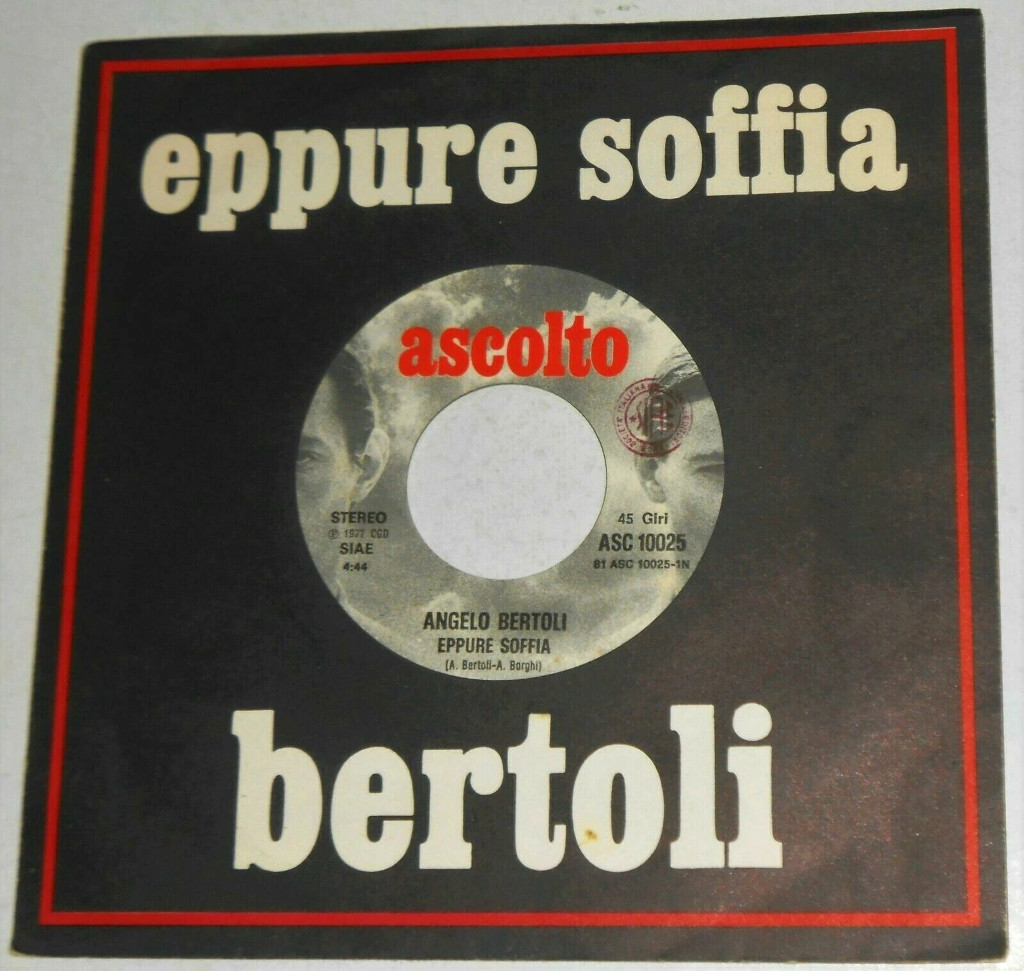 eppure soffia
ascolto
STEREO
℗ 1977 CGD
SIAE
4:44
45 Giri
ASC 10025
81 ASC 10025-1N
ANGELO BERTOLI
EPPURE SOFFIA
(A. Bertoli-A. Borghi)
bertoli